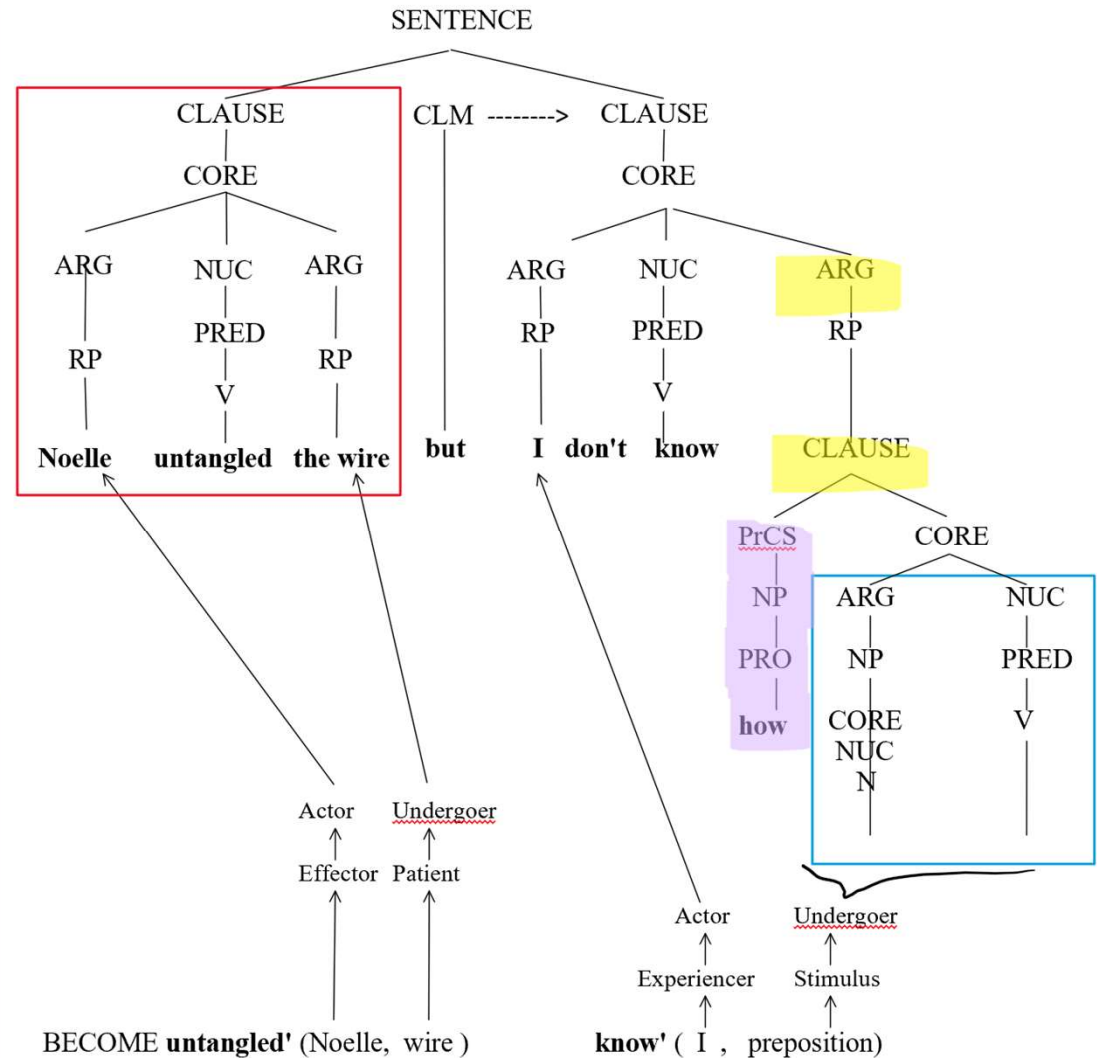 SENTENCE
CLAUSE CLM --------> CLAUSE
CORE CORE
ARG NUC ARG ARG NUC ARG
RP PRED RP RP PRED RP
V V
Noelle untangled the wire but I don't know CLAUSE
PrCS CORE
NP ARG NUC
PRO NP PRED
how CORE V
NUC
N
Actor Undergoer
Effector Patient
Actor Undergoer
Experiencer Stimulus
BECOME untangled' (Noelle, wire ) know' ( I , preposition)